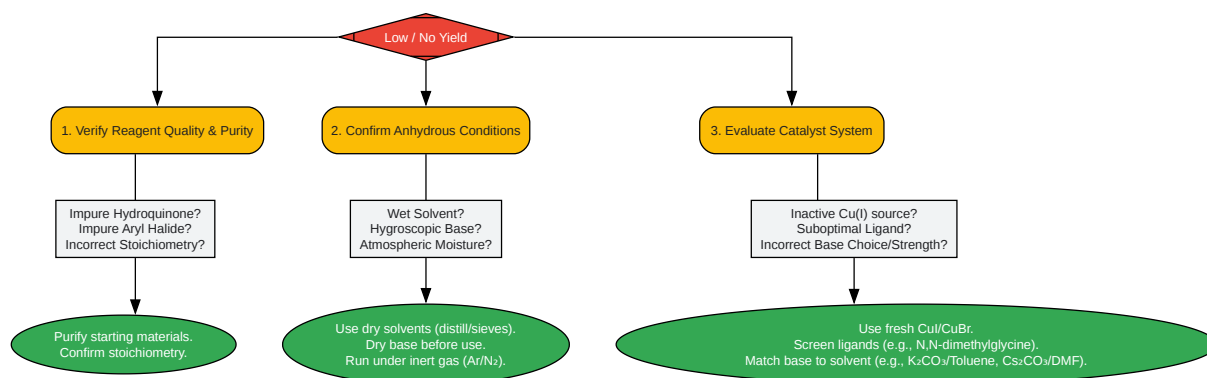 Low / No Yield
1. Verify Reagent Quality & Purity
2. Confirm Anhydrous Conditions
3. Evaluate Catalyst System
Impure Hydroquinone?
Impure Aryl Halide?
Incorrect Stoichiometry?
Wet Solvent?
Hygroscopic Base?
Atmospheric Moisture?
Inactive Cu(I) source?
Suboptimal Ligand?
Incorrect Base Choice/Strength?
Purify starting materials.
Confirm stoichiometry.
Use dry solvents (distill/sieves).
Dry base before use.
Run under inert gas (Ar/N₂).
Use fresh CuI/CuBr.
Screen ligands (e.g., N,N-dimethylglycine).
Match base to solvent (e.g., K₂CO₃/Toluene, Cs₂CO₃/DMF).